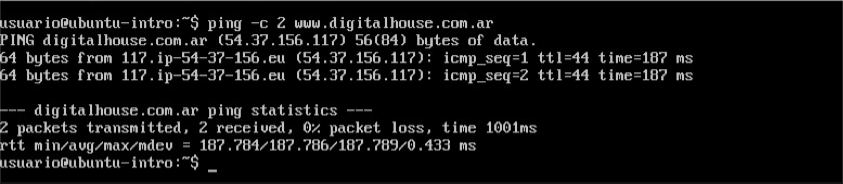 usuario@ubuntu-intro:~$ ping -c 2 www.digitalhouse.com.ar
PING digitalhouse.com.ar (54.37.156.117) 56(84) bytes of data.
64 bytes from 117.ip-54-37-156.eu (54.37.156.117): icmp_seq=1 ttl=44 time=187 ms
64 bytes from 117.ip-54-37-156.eu (54.37.156.117): icmp_seq=2 ttl=44 time=187 ms

--- digitalhouse.com.ar ping statistics ---
2 packets transmitted, 2 received, 0% packet loss, time 1001ms
rtt min/avg/max/mdev = 187.784/187.786/187.789/0.433 ms
usuario@ubuntu-intro:~$ _